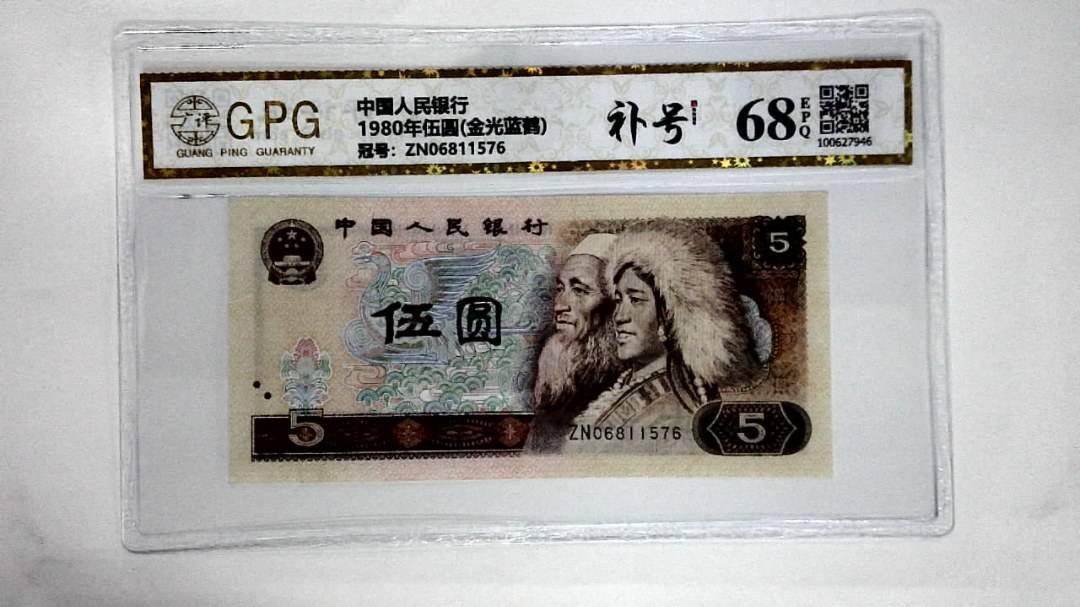 广评
GPG
GUANG PING GUARANTY
中国人民银行
1980年伍圆(金光蓝鹤)
冠号：ZN06811576
补号
68
EPQ
100627946
中国人民银行
5
伍圆
5
ZN06811576
5